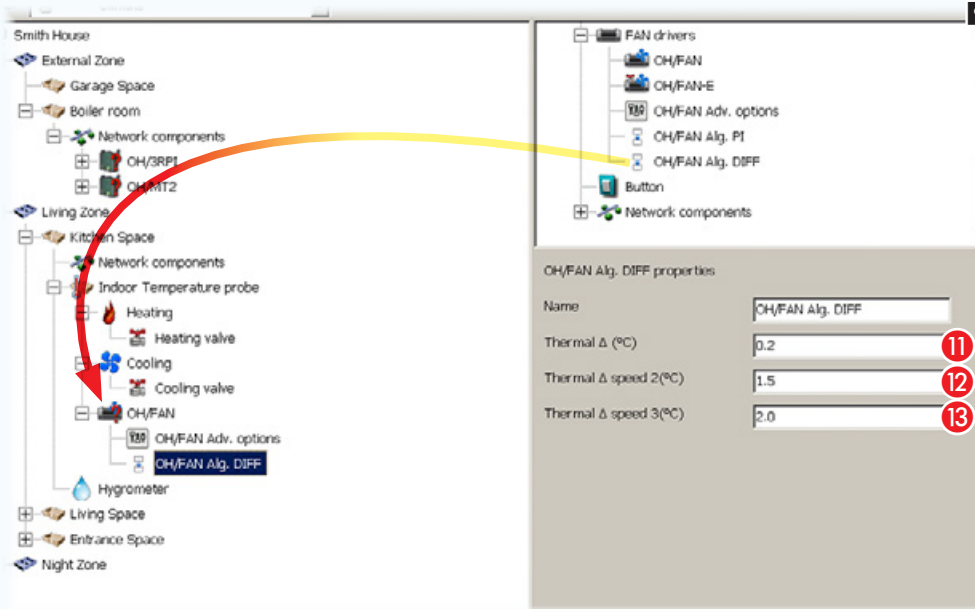 Smith House
External Zone
Garage Space
Boiler room
Network components
OH/3RPI
OH/MT2
Living Zone
Kitchen Space
Network components
Indoor Temperature probe
Heating
Heating valve
Cooling
Cooling valve
OH/FAN
OH/FAN Adv. options
OH/FAN Alg. DIFF
Hygrometer
Living Space
Entrance Space
Night Zone
FAN drivers
OH/FAN
OH/FAN-E
OH/FAN Adv. options
OH/FAN Alg. PI
OH/FAN Alg. DIFF
Button
Network components
OH/FAN Alg. DIFF properties
Name OH/FAN Alg. DIFF
Thermal Δ (°C) 0.2 11
Thermal Δ speed 2(°C) 1.5 12
Thermal Δ speed 3(°C) 2.0 13